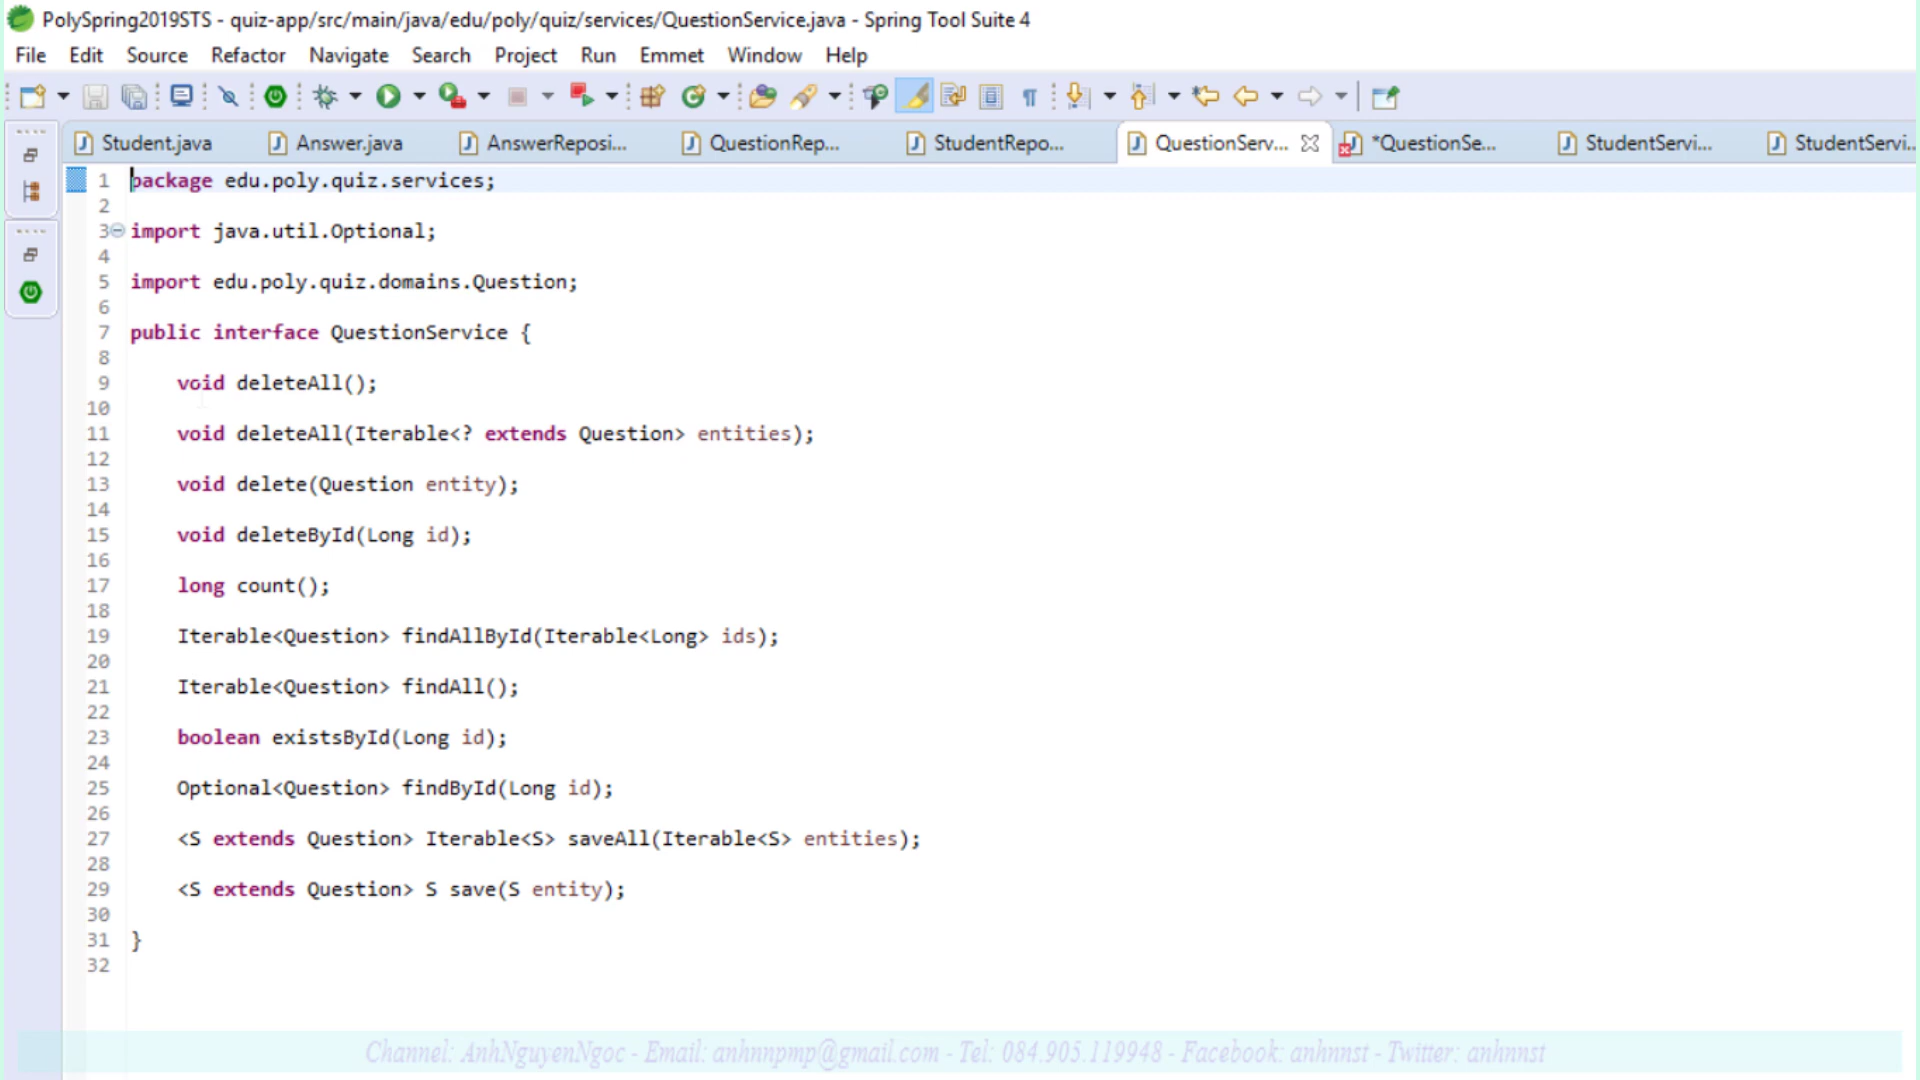 PolySpring2019STS - quiz-app/src/main/java/edu/poly/quiz/services/QuestionService.java - Spring Tool Suite 4
File Edit Source Refactor Navigate Search Project Run Emmet Window Help
Student.java Answer.java AnswerReposi... QuestionRep... StudentRepo... QuestionServ... *QuestionSe... StudentServi... StudentServi...
1 package edu.poly.quiz.services;
2
3 import java.util.Optional;
4
5 import edu.poly.quiz.domains.Question;
6
7 public interface QuestionService {
8
9 void deleteAll();
10
11 void deleteAll(Iterable<? extends Question> entities);
12
13 void delete(Question entity);
14
15 void deleteById(Long id);
16
17 long count();
18
19 Iterable<Question> findAllById(Iterable<Long> ids);
20
21 Iterable<Question> findAll();
22
23 boolean existsById(Long id);
24
25 Optional<Question> findById(Long id);
26
27 <S extends Question> Iterable<S> saveAll(Iterable<S> entities);
28
29 <S extends Question> S save(S entity);
30
31 }
32
Channel: AnhNguyenNgoc - Email: anhnnpmp@gmail.com - Tel: 084.905.119948 - Facebook: anhnnst - Twitter: anhnnst